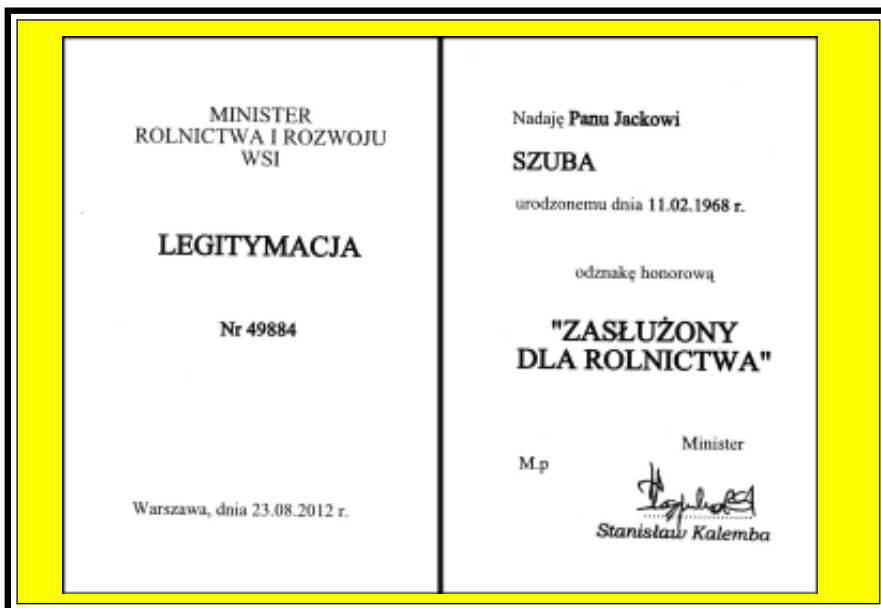 MINISTER
ROLNICTWA I ROZWOJU
WSI
LEGITYMACJA
Nr 49884
Warszawa, dnia 23.08.2012 r.
Nadaję Panu Jackowi
SZUBA
urodzonemu dnia 11.02.1968 r.
odznakę honorową
"ZASŁUŻONY
DLA ROLNICTWA"
Minister
M.p
Stanisław Kalemba